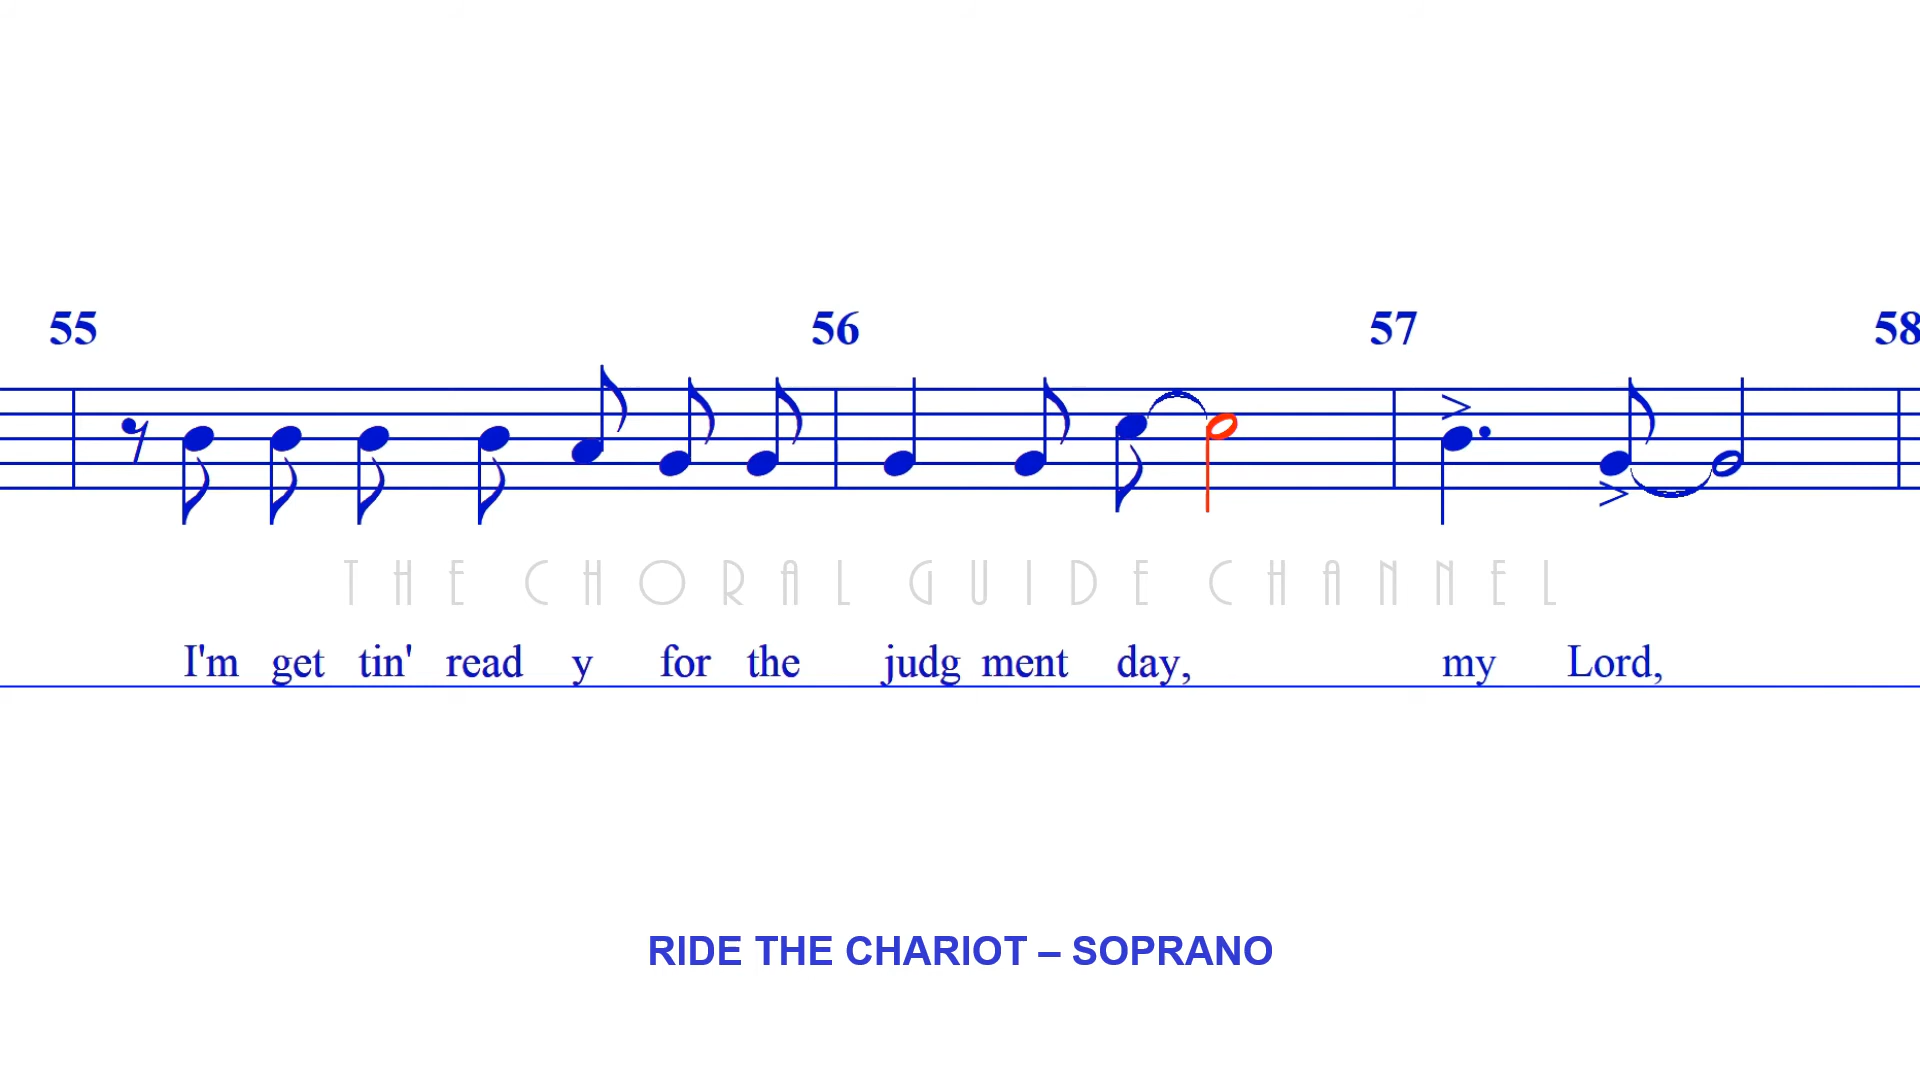 55 56 57 58
THE CHORAL GUIDE CHANNEL
I'm get tin' read y for the judg ment day, my Lord,
RIDE THE CHARIOT – SOPRANO